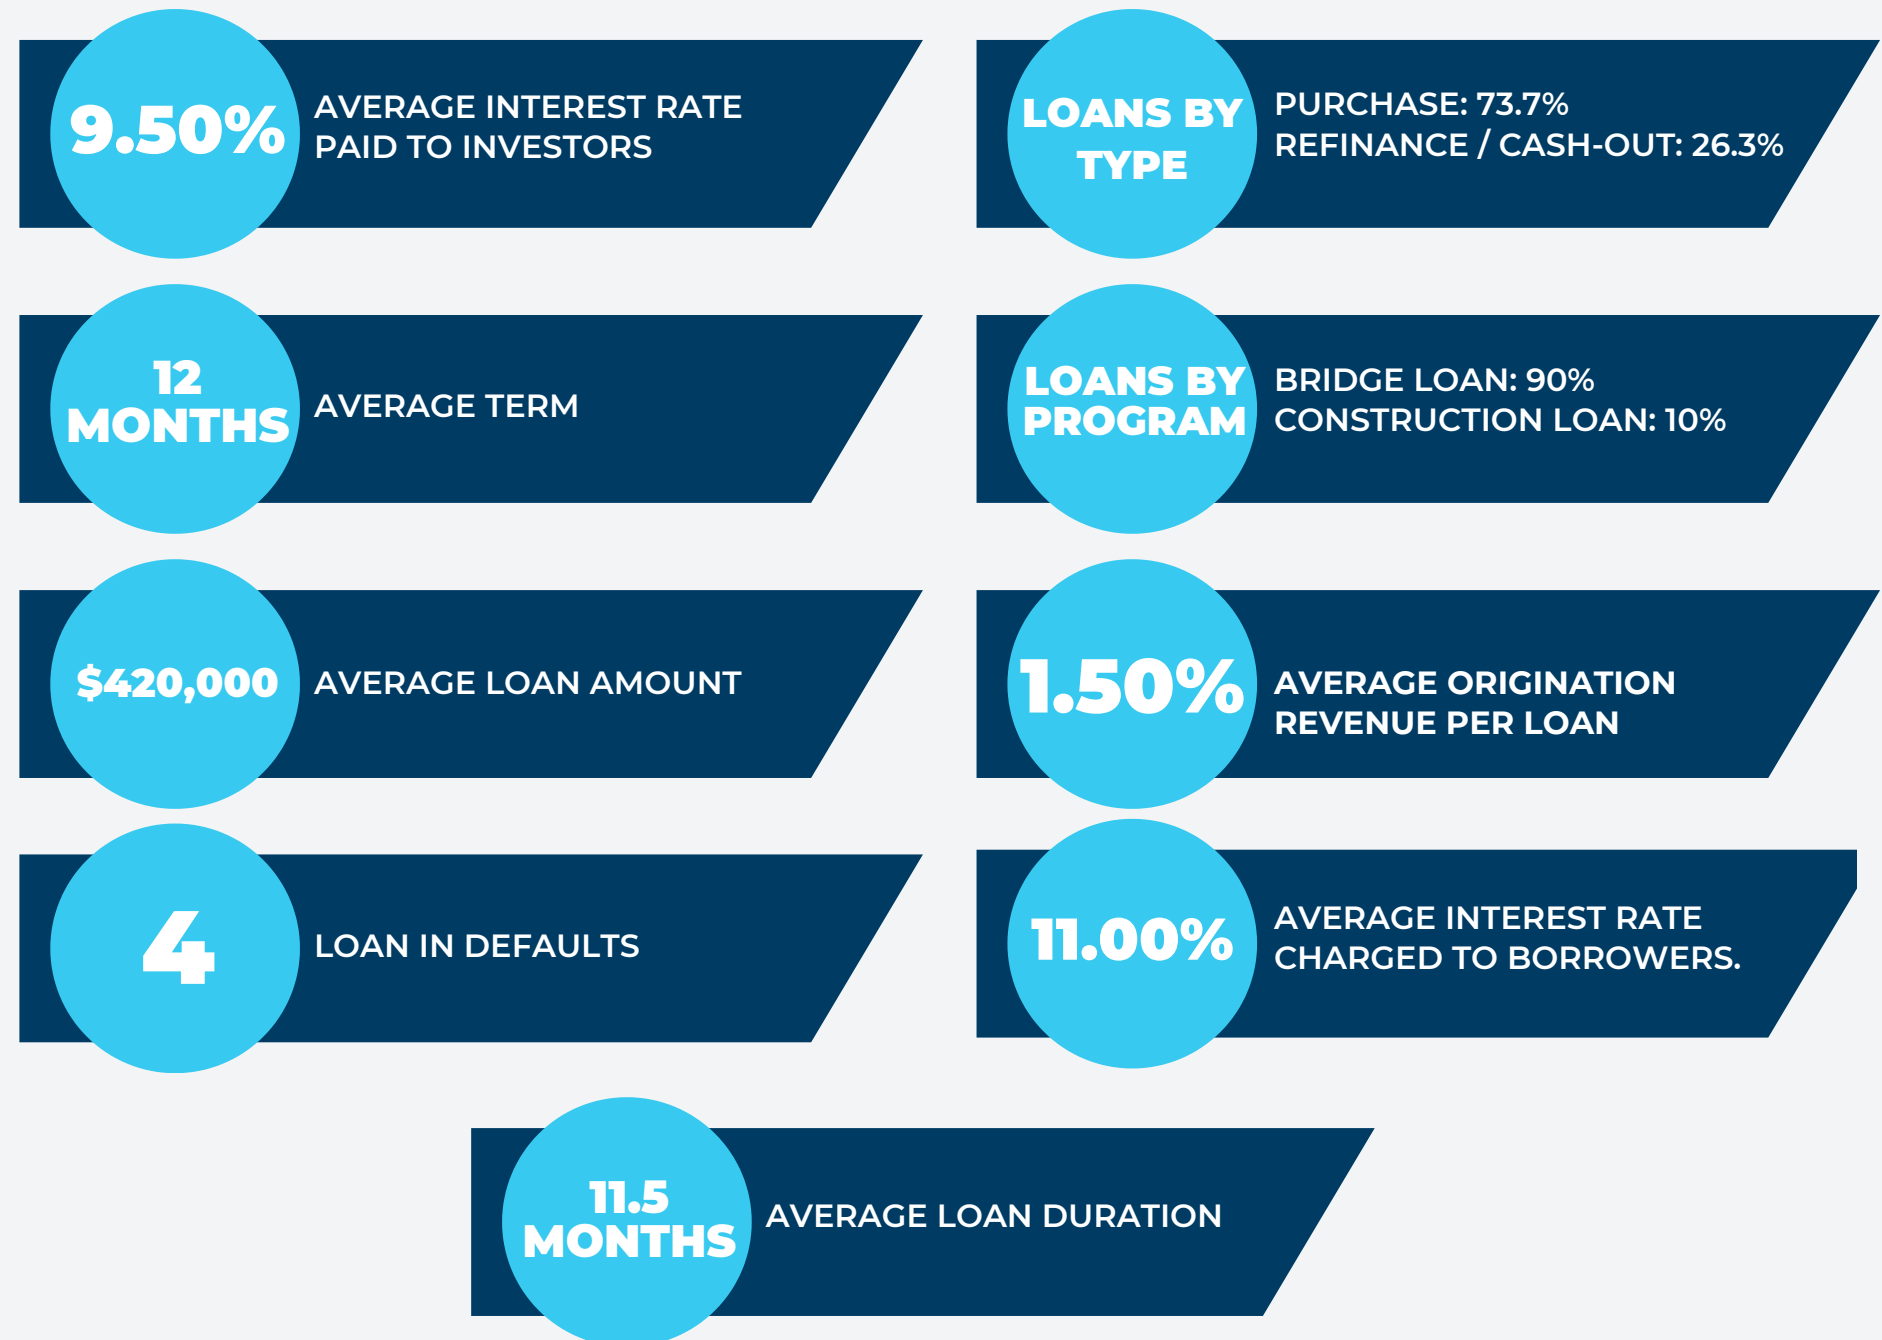 9.50%
AVERAGE INTEREST RATE
PAID TO INVESTORS
LOANS BY
TYPE
PURCHASE: 73.7%
REFINANCE / CASH-OUT: 26.3%
12
MONTHS
AVERAGE TERM
LOANS BY
PROGRAM
BRIDGE LOAN: 90%
CONSTRUCTION LOAN: 10%
$420,000
AVERAGE LOAN AMOUNT
1.50%
AVERAGE ORIGINATION
REVENUE PER LOAN
4
LOAN IN DEFAULTS
11.00%
AVERAGE INTEREST RATE
CHARGED TO BORROWERS.
11.5
MONTHS
AVERAGE LOAN DURATION